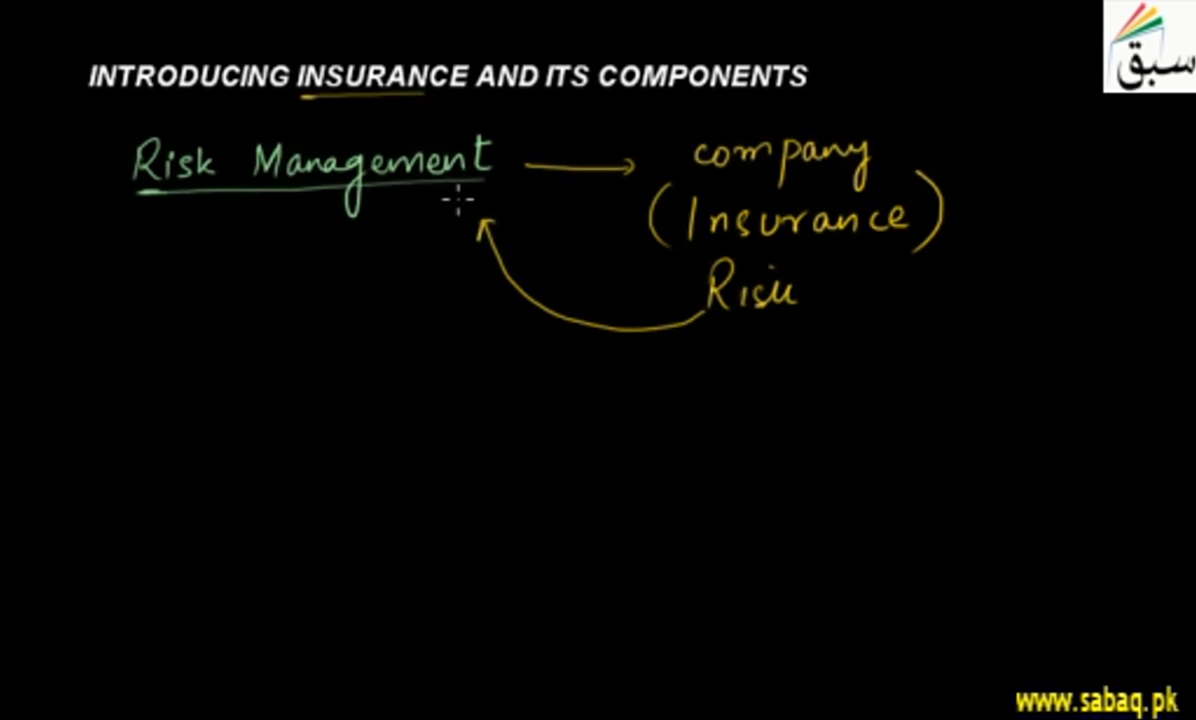 سبق
INTRODUCING INSURANCE AND ITS COMPONENTS
Risk Management
company
(Insurance)
Risk
www.sabaq.pk